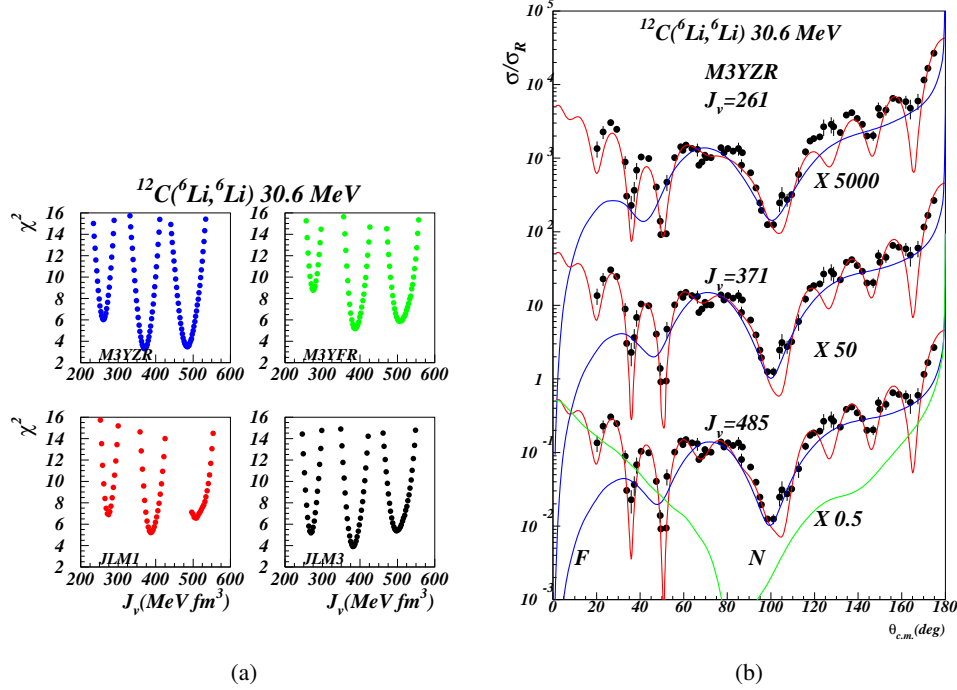 ¹²C(⁶Li,⁶Li) 30.6 MeV
χ²
16
14
12
10
8
6
4
2
M3YZR
200 300 400 500 600
16
14
12
10
8
6
4
2
M3YFR
200 300 400 500 600
χ²
16
14
12
10
8
6
4
2
JLM1
200 300 400 500 600
J_v(MeV fm³)
16
14
12
10
8
6
4
2
JLM3
200 300 400 500 600
J_v(MeV fm³)
(a)
σ/σ_R
10⁵
10⁴
10³
10²
10
1
10⁻¹
10⁻²
10⁻³
¹²C(⁶Li,⁶Li) 30.6 MeV
M3YZR
J_v=261
X 5000
J_v=371
X 50
J_v=485
X 0.5
F
N
0 20 40 60 80 100 120 140 160 180
θ_c.m.(deg)
(b)